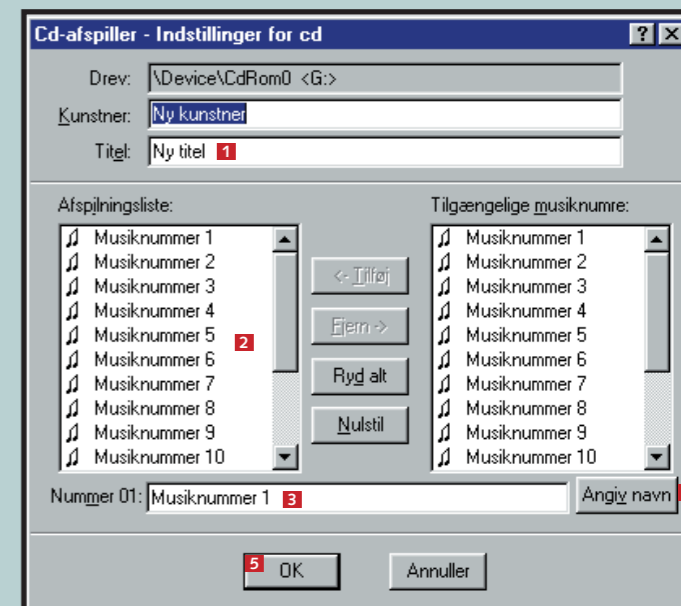 Cd-afspiller - Indstillinger for cd
Drev: \Device\CdRom0 <G:>
Kunstner: Ny kunstner
Titel: Ny titel 1
Afspilningsliste:
Musiknummer 1
Musiknummer 2
Musiknummer 3
Musiknummer 4
Musiknummer 5
Musiknummer 6
Musiknummer 7
Musiknummer 8
Musiknummer 9
Musiknummer 10
2
<- Tilføj
Fjern ->
Ryd alt
Nulstil
Tilgængelige musiknumre:
Musiknummer 1
Musiknummer 2
Musiknummer 3
Musiknummer 4
Musiknummer 5
Musiknummer 6
Musiknummer 7
Musiknummer 8
Musiknummer 9
Musiknummer 10
Nummer 01: Musiknummer 1 3
Angiv navn
5 OK
Annuller